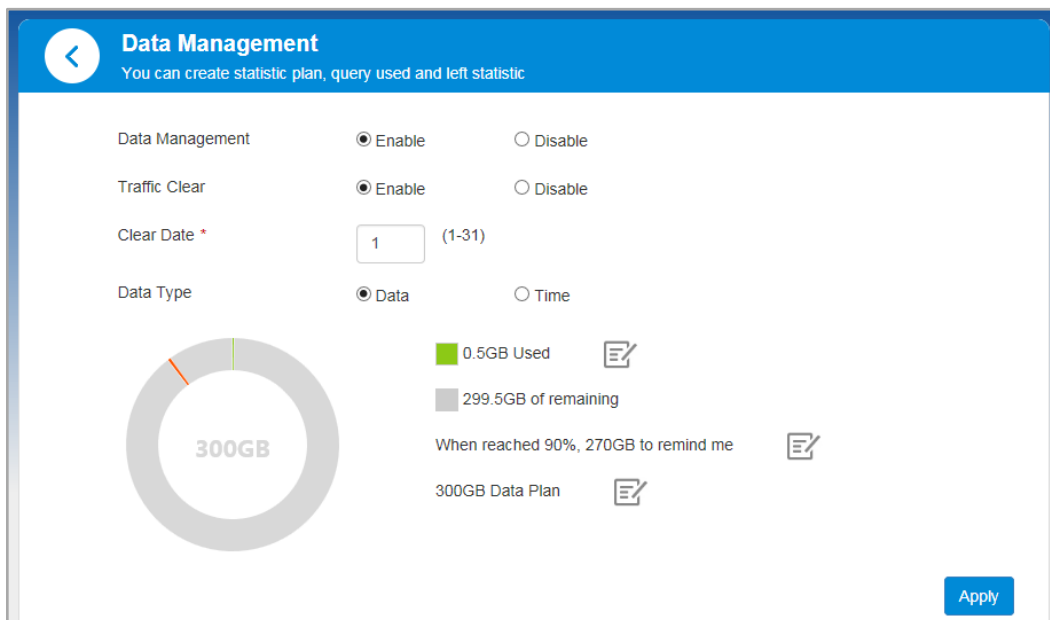 Data Management
You can create statistic plan, query used and left statistic
Data Management Enable Disable
Traffic Clear Enable Disable
Clear Date * 1 (1-31)
Data Type Data Time
0.5GB Used
299.5GB of remaining
300GB
When reached 90%, 270GB to remind me
300GB Data Plan
Apply